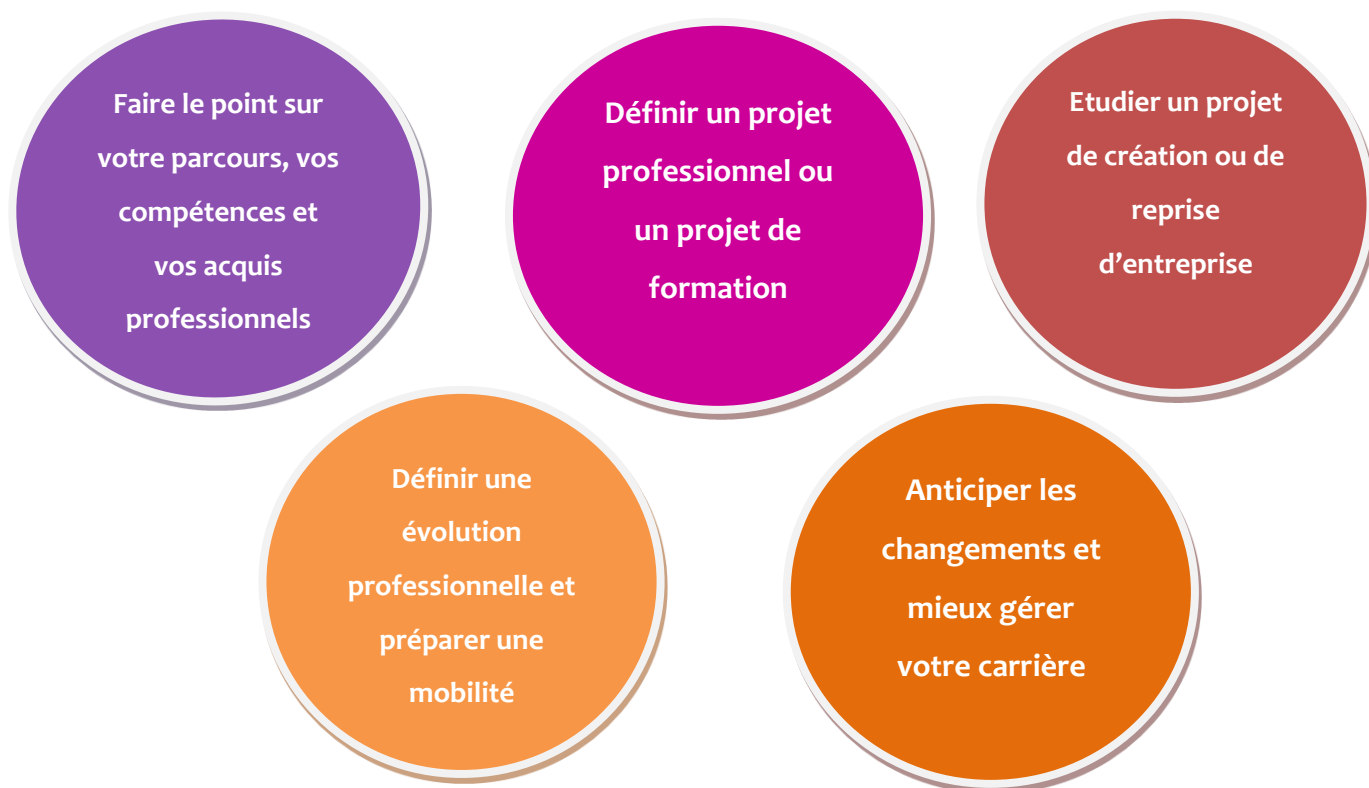 Faire le point sur
votre parcours, vos
compétences et
vos acquis
professionnels
Définir un projet
professionnel ou
un projet de
formation
Etudier un projet
de création ou de
reprise
d’entreprise
Définir une
évolution
professionnelle et
préparer une
mobilité
Anticiper les
changements et
mieux gérer
votre carrière